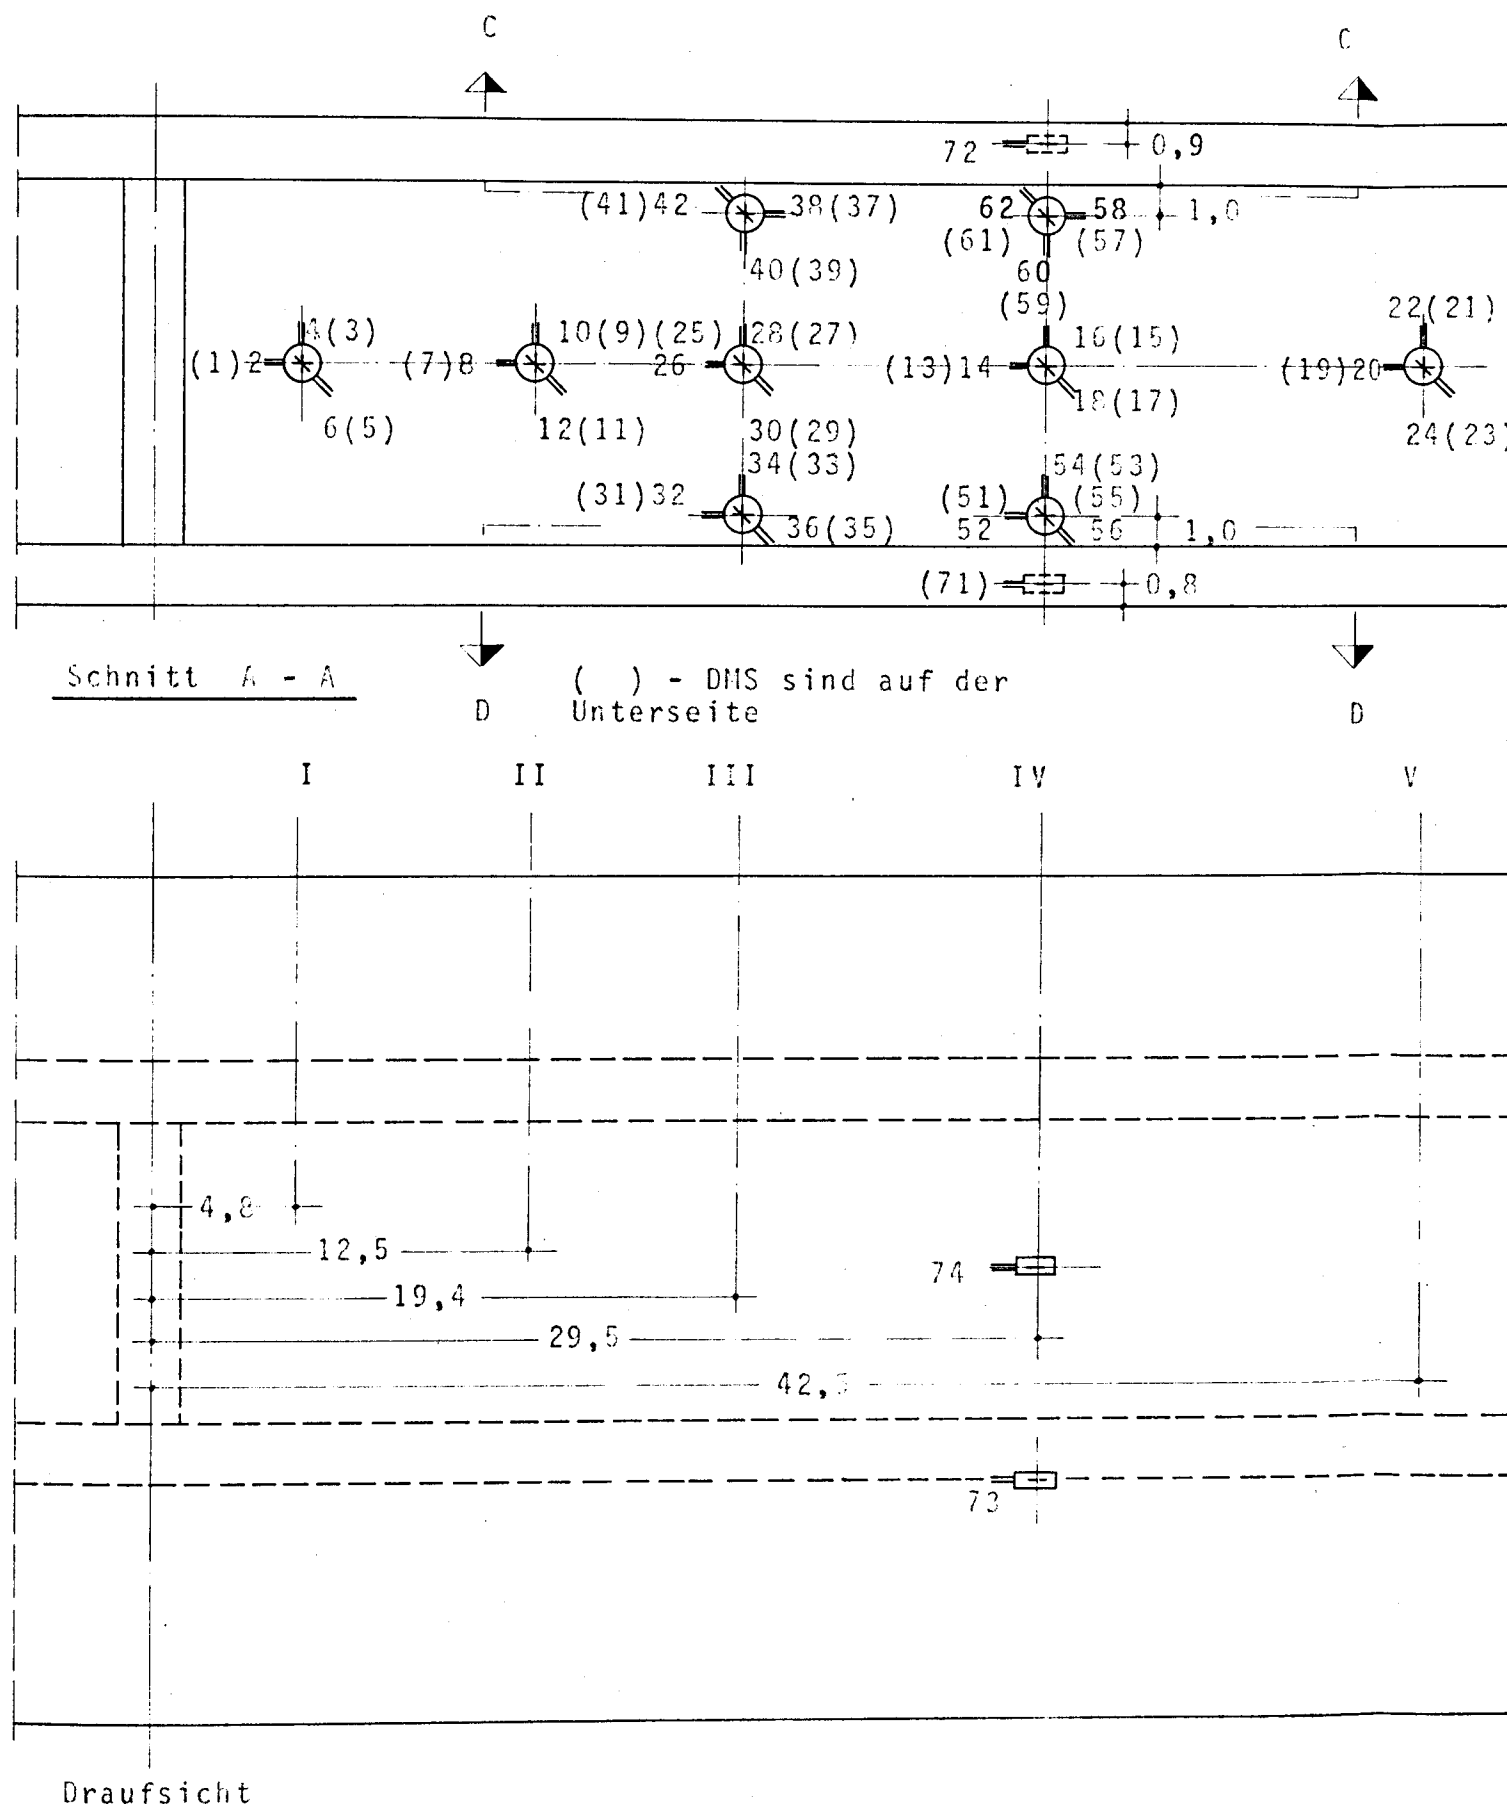 C C
72 0,9
(41)42 38(37) 62 58 1,0
(61) (57)
40(39) 60
(59)
22(21)
4(3) 10(9)(25) 28(27) 16(15)
(1)2 (7)8 26 (13)14 (19)20
18(17)
6(5) 12(11) 30(29) 24(23)
34(33) 54(53)
(31)32 (51) (55)
36(35) 52 56 1,0
(71) 0,8
Schnitt A - A ( ) - DMS sind auf der
D Unterseite D
I II III IV V
4,8
12,5
74
19,4
29,5
73
Draufsicht